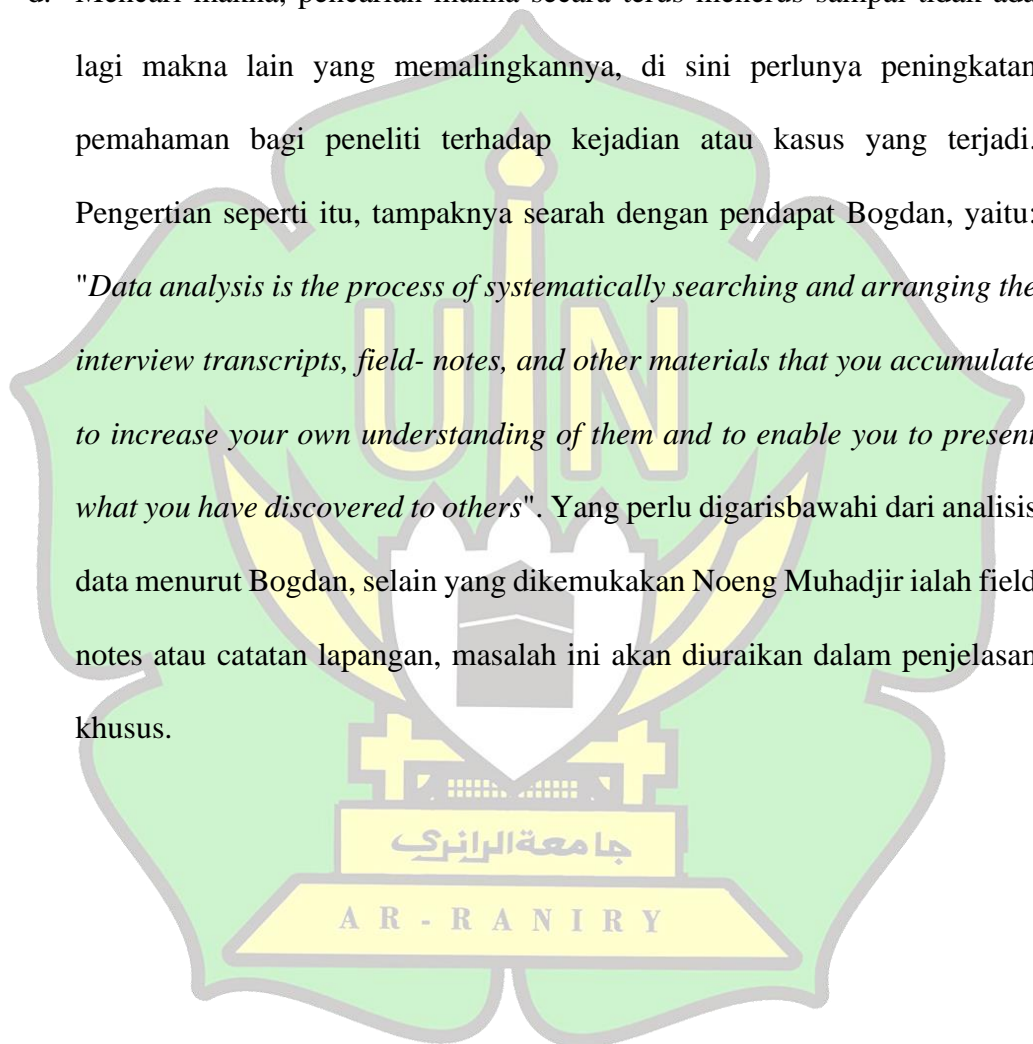 d. Mencari makna, pencarian makna secara terus menerus sampai tidak ada
lagi makna lain yang memalingkannya, di sini perlunya peningkatan
pemahaman bagi peneliti terhadap kejadian atau kasus yang terjadi.
Pengertian seperti itu, tampaknya searah dengan pendapat Bogdan, yaitu:
"Data analysis is the process of systematically searching and arranging the
interview transcripts, field- notes, and other materials that you accumulate
to increase your own understanding of them and to enable you to present
what you have discovered to others". Yang perlu digarisbawahi dari analisis
data menurut Bogdan, selain yang dikemukakan Noeng Muhadjir ialah field
notes atau catatan lapangan, masalah ini akan diuraikan dalam penjelasan
khusus.
UIN
جامعة الرانري
AR-RANIRY